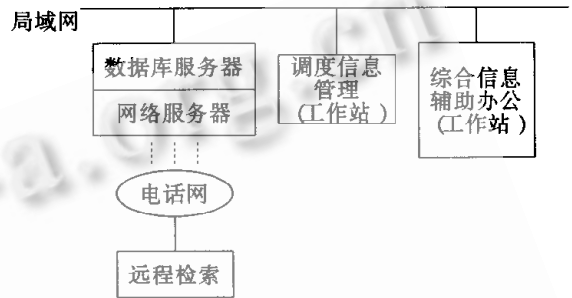 局域网
数据库服务器
网络服务器
调度信息
管理
(工作站)
综合信息
辅助办公
(工作站)
电话网
远程检索